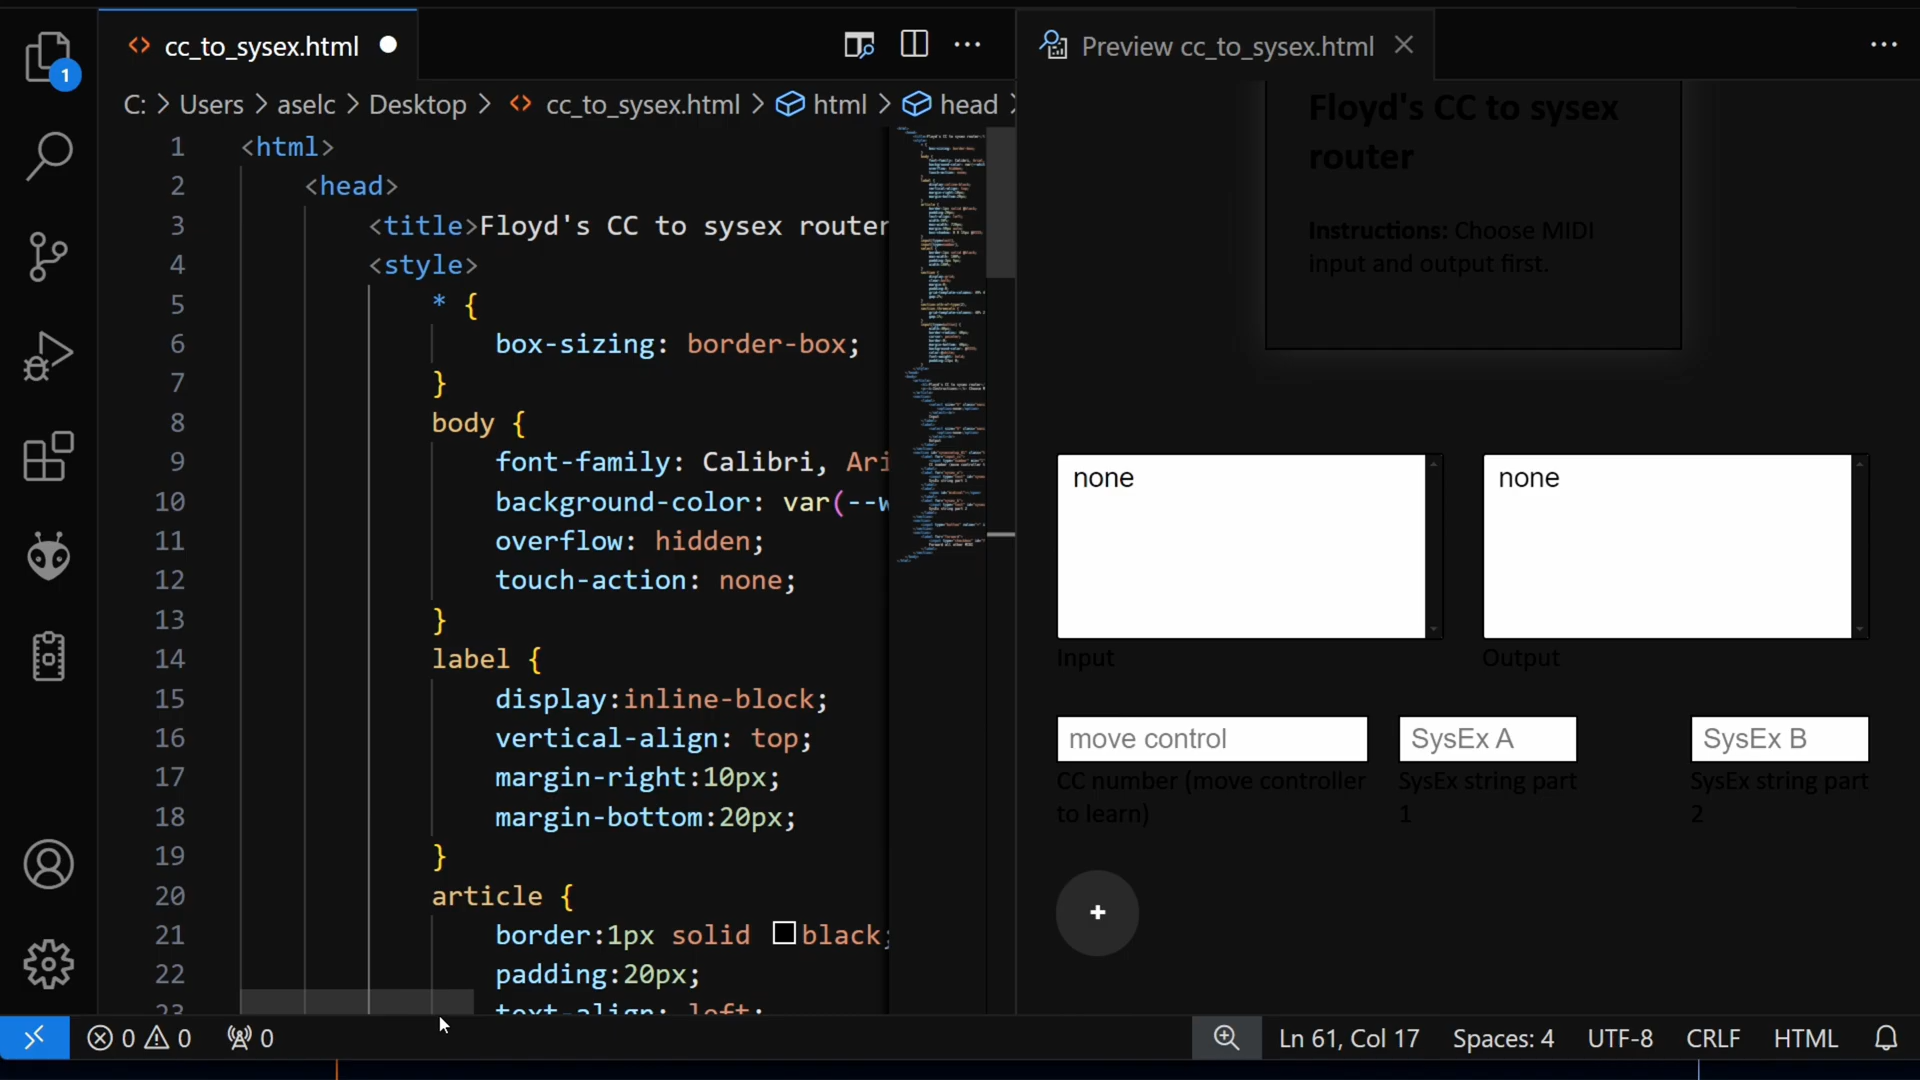 cc_to_sysex.html
Preview cc_to_sysex.html
1
C: > Users > aselc > Desktop > cc_to_sysex.html > html > head >
1 <html>
2 <head>
3 <title>Floyd's CC to sysex router
4 <style>
5 * {
6 box-sizing: border-box;
7 }
8 body {
9 font-family: Calibri, Ari
10 background-color: var(--w
11 overflow: hidden;
12 touch-action: none;
13 }
14 label {
15 display:inline-block;
16 vertical-align: top;
17 margin-right:10px;
18 margin-bottom:20px;
19 }
20 article {
21 border:1px solid black;
22 padding:20px;
23 text-align: left;
Floyd's CC to sysex
router
Instructions: Choose MIDI
input and output first.
none
none
Input
Output
move control
SysEx A
SysEx B
CC number (move controller
to learn)
SysEx string part
1
SysEx string part
2
+
0 0 0
Ln 61, Col 17 Spaces: 4 UTF-8 CRLF HTML